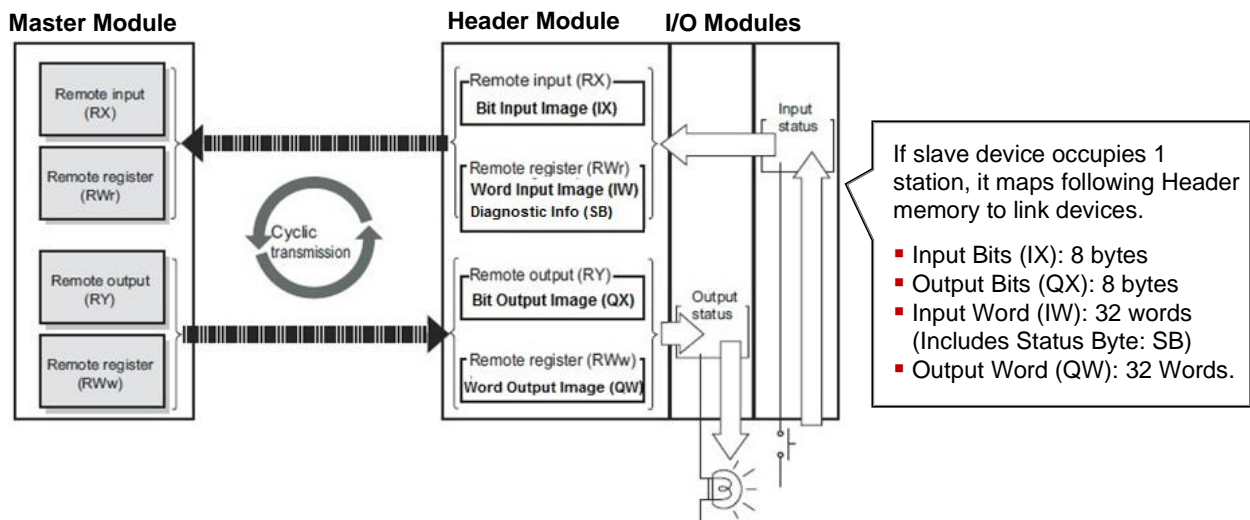 Master Module
Header Module
I/O Modules
Remote input
(RX)
Remote register
(RWr)
Remote output
(RY)
Remote register
(RWw)
Cyclic
transmission
Remote input (RX)
Bit Input Image (IX)
Remote register (RWr)
Word Input Image (IW)
Diagnostic Info (SB)
Remote output (RY)
Bit Output Image (QX)
Remote register (RWw)
Word Output Image (QW)
Input
status
Output
status
If slave device occupies 1
station, it maps following Header
memory to link devices.
▪ Input Bits (IX): 8 bytes
▪ Output Bits (QX): 8 bytes
▪ Input Word (IW): 32 words
(Includes Status Byte: SB)
▪ Output Word (QW): 32 Words.